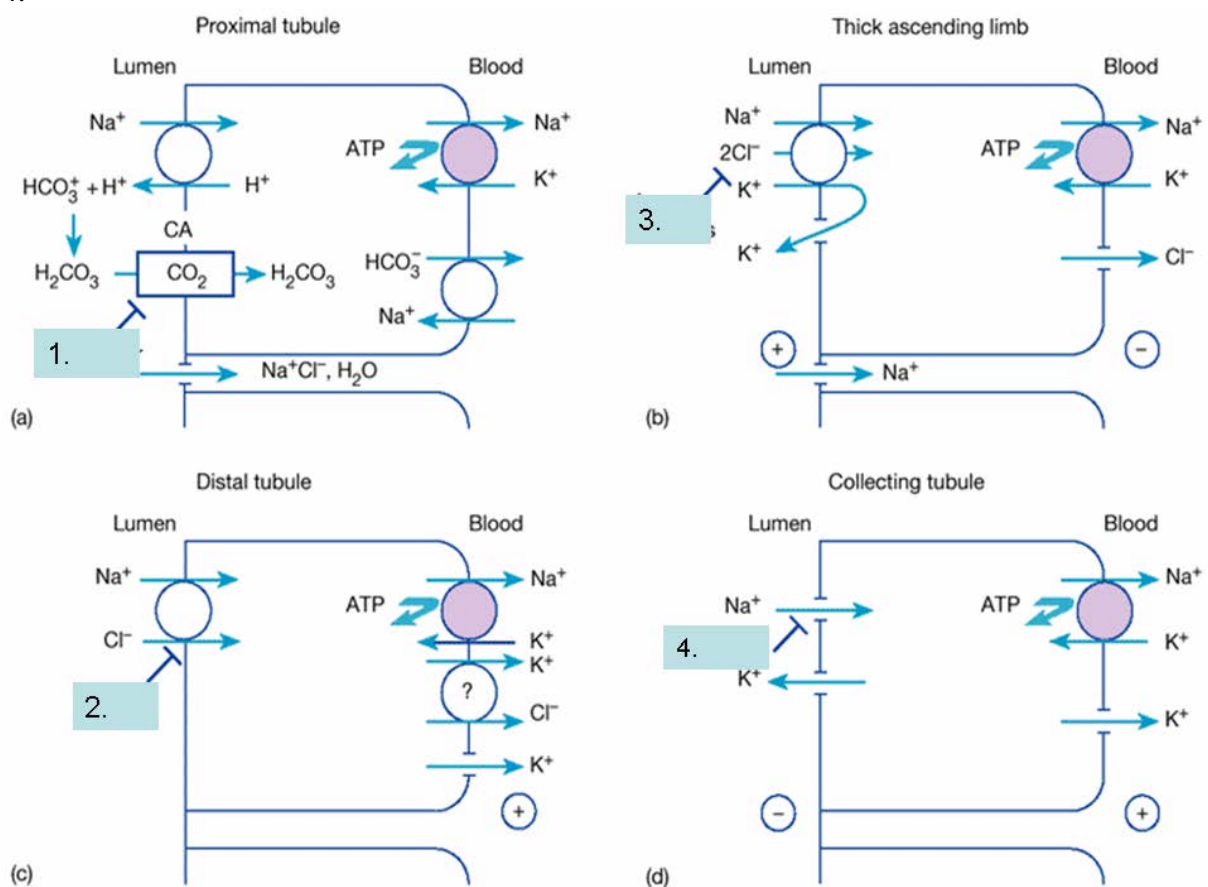 Proximal tubule
Lumen Blood
Na⁺ Na⁺
ATP
HCO₃⁺ + H⁺ H⁺ K⁺
CA
H₂CO₃ CO₂ H₂CO₃ HCO₃⁻
1. Na⁺
Na⁺Cl⁻, H₂O
(a)
Thick ascending limb
Lumen Blood
Na⁺ Na⁺
2Cl⁻ ATP
K⁺ K⁺
3. s
K⁺ Cl⁻
+ −
Na⁺
(b)
Distal tubule
Lumen Blood
Na⁺ Na⁺
ATP
Cl⁻ K⁺
K⁺
2. ?
Cl⁻
K⁺
+
(c)
Collecting tubule
Lumen Blood
Na⁺
Na⁺ ATP
4. K⁺
K⁺
K⁺
− +
(d)